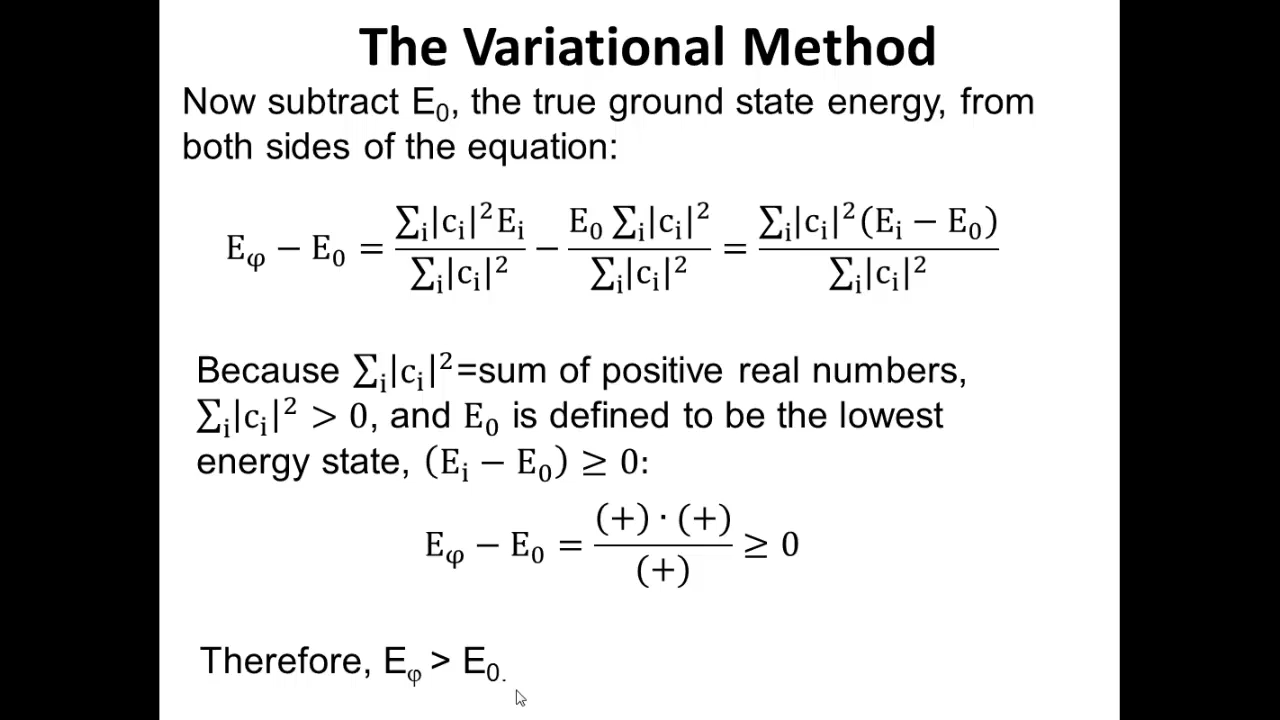 The Variational Method
Now subtract E₀, the true ground state energy, from
both sides of the equation:
E_φ − E₀ = (∑ᵢ|cᵢ|²Eᵢ)/(∑ᵢ|cᵢ|²) − (E₀ ∑ᵢ|cᵢ|²)/(∑ᵢ|cᵢ|²) = (∑ᵢ|cᵢ|²(Eᵢ − E₀))/(∑ᵢ|cᵢ|²)
Because ∑ᵢ|cᵢ|²=sum of positive real numbers,
∑ᵢ|cᵢ|² > 0, and E₀ is defined to be the lowest
energy state, (Eᵢ − E₀) ≥ 0:
E_φ − E₀ = ((+) · (+))/(+) ≥ 0
Therefore, E_φ > E₀.